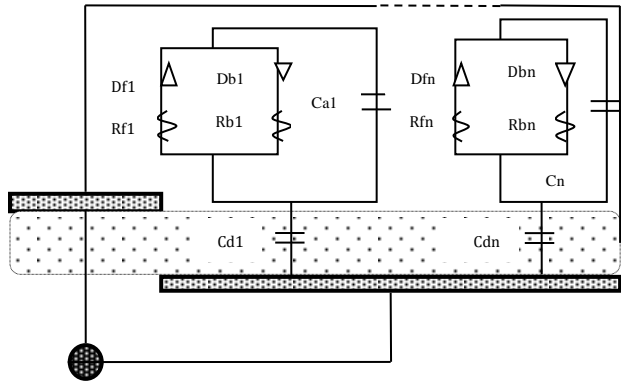 Df1
Db1
Rf1
Rb1
Ca1
Dfn
Dbn
Rfn
Rbn
Cn
Cd1
Cdn